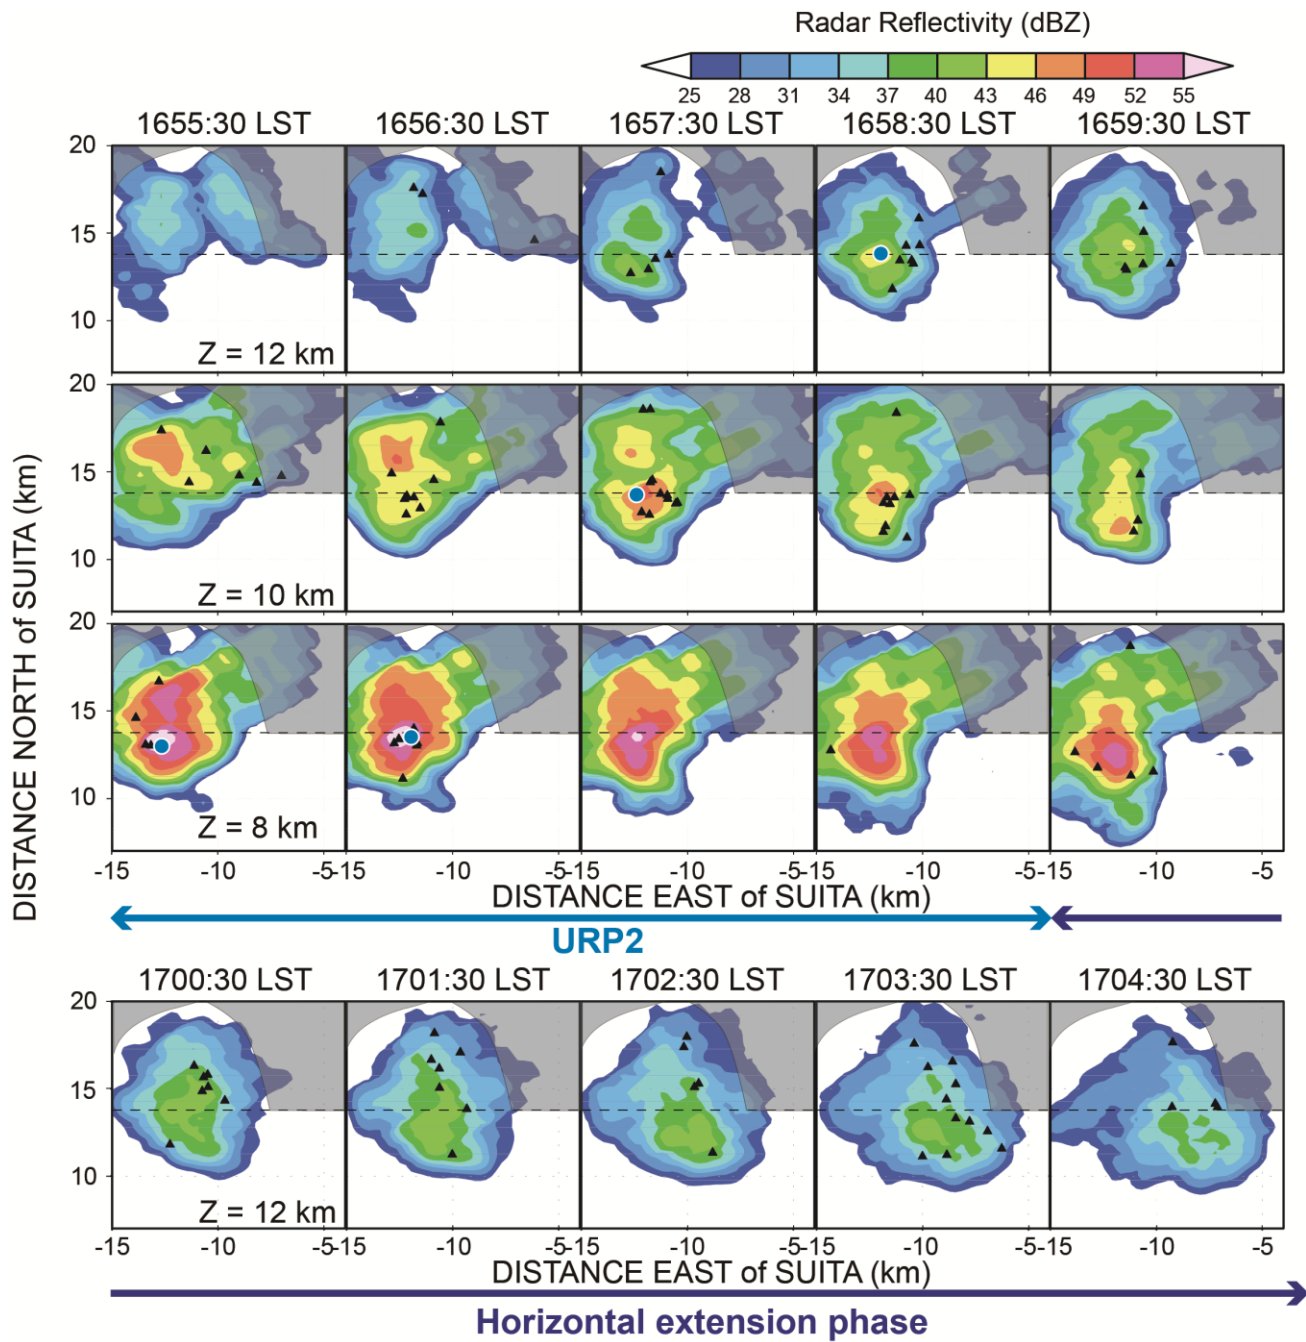 Radar Reflectivity (dBZ)
25 28 31 34 37 40 43 46 49 52 55
1655:30 LST 1656:30 LST 1657:30 LST 1658:30 LST 1659:30 LST
20
15
10
Z = 12 km
20
15
10
Z = 10 km
20
15
10
Z = 8 km
DISTANCE NORTH of SUITA (km)
-15 -10 -5 -15 -10 -5 -15 -10 -5 -15 -10 -5 -15 -10 -5
DISTANCE EAST of SUITA (km)
URP2
1700:30 LST 1701:30 LST 1702:30 LST 1703:30 LST 1704:30 LST
20
15
10
Z = 12 km
-15 -10 -5 -15 -10 -5 -15 -10 -5 -15 -10 -5 -15 -10 -5
DISTANCE EAST of SUITA (km)
Horizontal extension phase